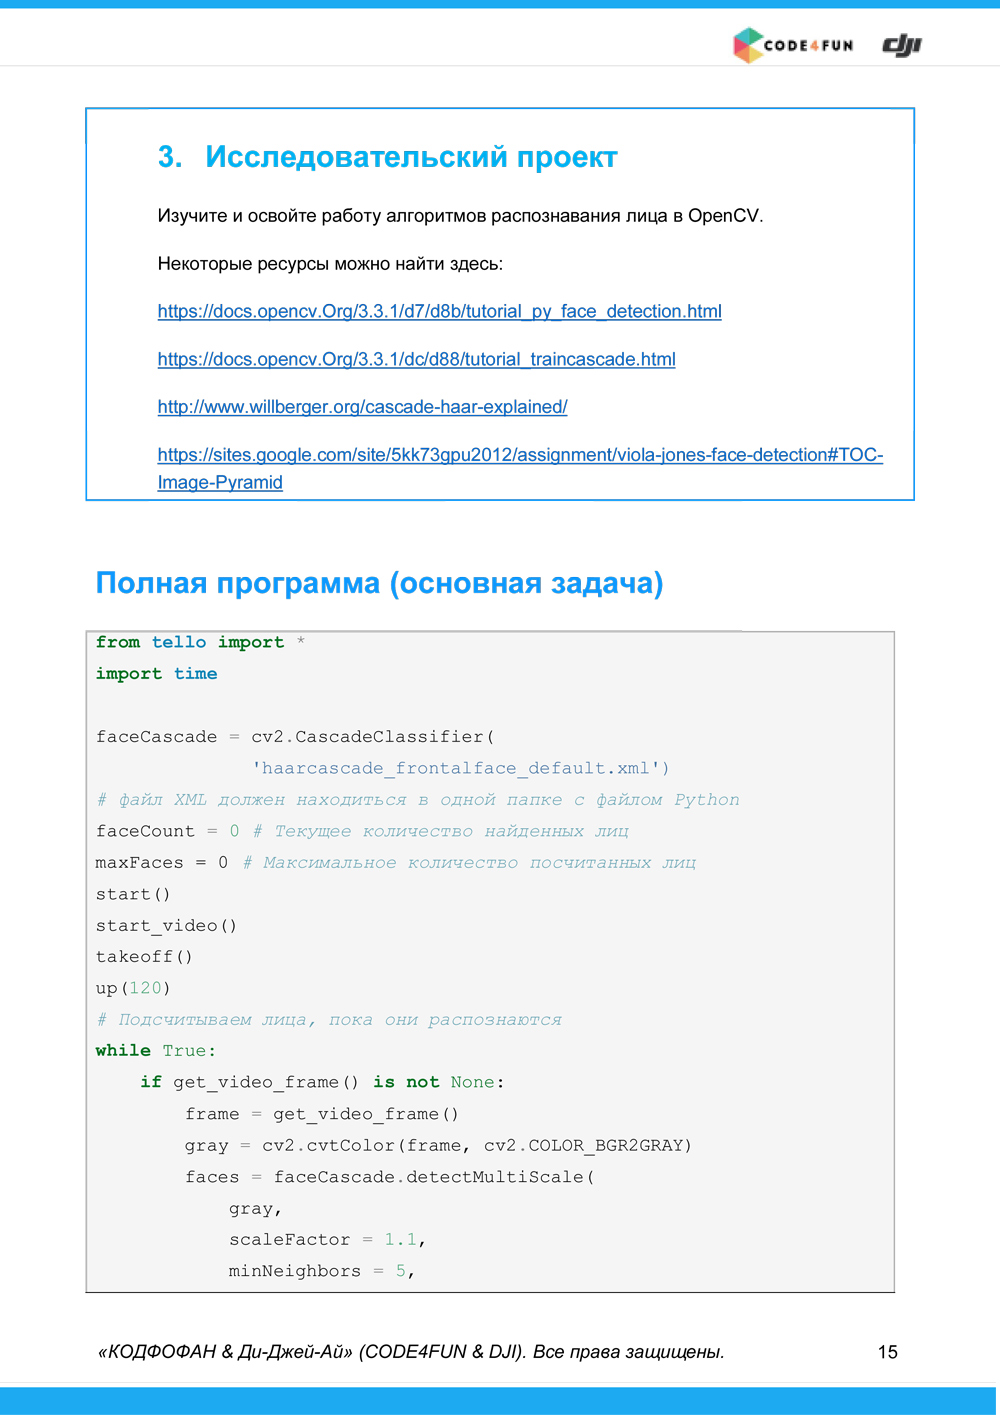 CODE4FUN dji
3. Исследовательский проект
Изучите и освойте работу алгоритмов распознавания лица в OpenCV.
Некоторые ресурсы можно найти здесь:
https://docs.opencv.Org/3.3.1/d7/d8b/tutorial_py_face_detection.html
https://docs.opencv.Org/3.3.1/dc/d88/tutorial_traincascade.html
http://www.willberger.org/cascade-haar-explained/
https://sites.google.com/site/5kk73gpu2012/assignment/viola-jones-face-detection#TOC-
Image-Pyramid
Полная программа (основная задача)
from tello import *
import time
faceCascade = cv2.CascadeClassifier(
'haarcascade_frontalface_default.xml')
# файл XML должен находиться в одной папке с файлом Python
faceCount = 0 # Текущее количество найденных лиц
maxFaces = 0 # Максимальное количество посчитанных лиц
start()
start_video()
takeoff()
up(120)
# Подсчитываем лица, пока они распознаются
while True:
    if get_video_frame() is not None:
        frame = get_video_frame()
        gray = cv2.cvtColor(frame, cv2.COLOR_BGR2GRAY)
        faces = faceCascade.detectMultiScale(
            gray,
            scaleFactor = 1.1,
            minNeighbors = 5,
«КОДФОФАН & Ди-Джей-Ай» (CODE4FUN & DJI). Все права защищены. 15